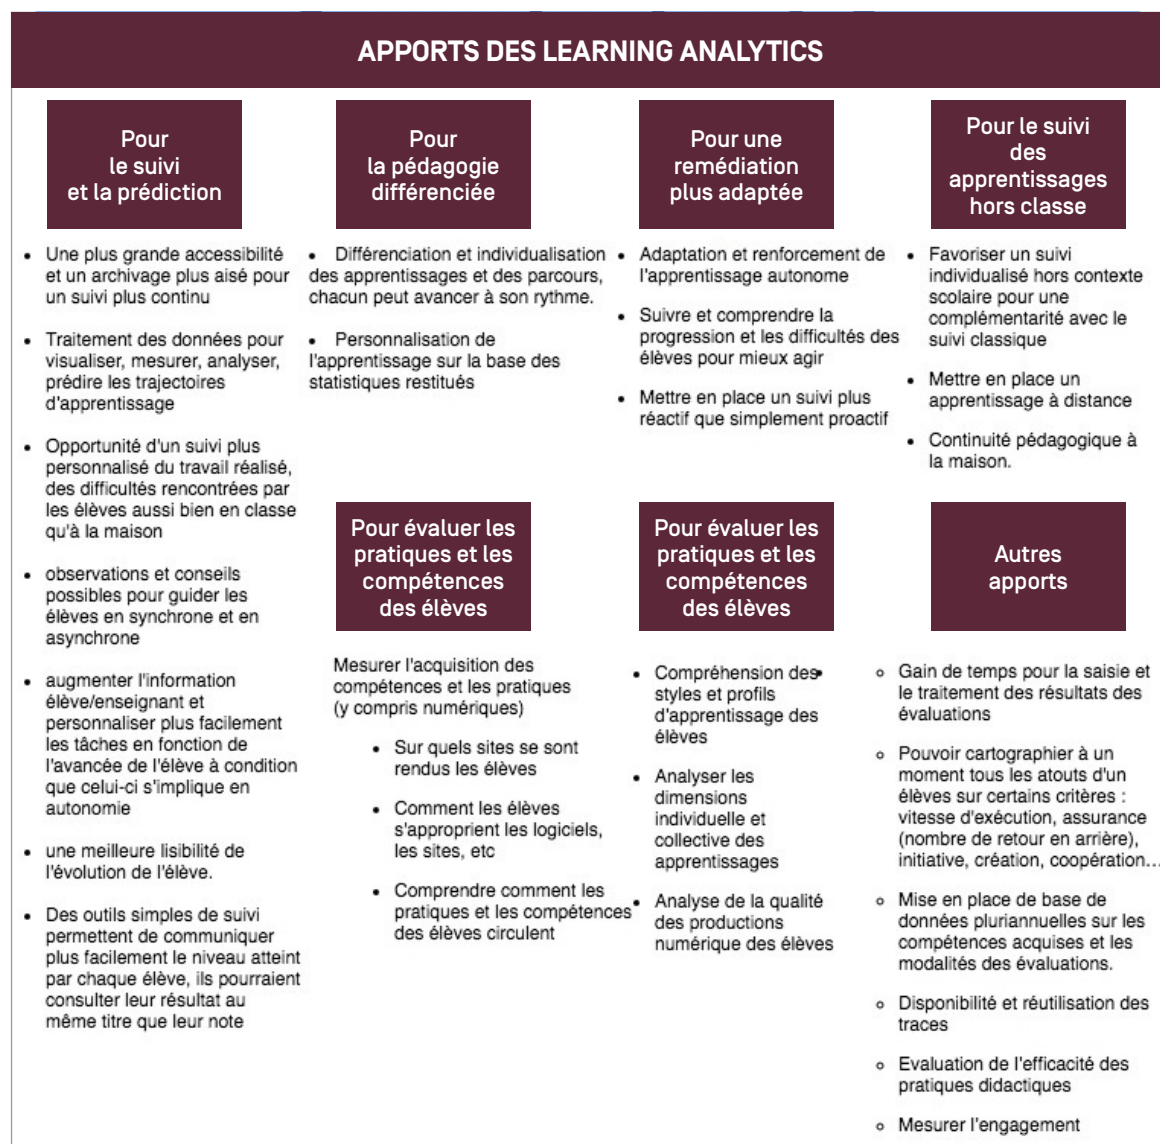 APPORTS DES LEARNING ANALYTICS
Pour
le suivi
et la prédiction
• Une plus grande accessibilité
et un archivage plus aisé pour
un suivi plus continu
• Traitement des données pour
visualiser, mesurer, analyser,
prédire les trajectoires
d'apprentissage
• Opportunité d'un suivi plus
personnalisé du travail réalisé,
des difficultés rencontrées par
les élèves aussi bien en classe
qu'à la maison
• observations et conseils
possibles pour guider les
élèves en synchrone et en
asynchrone
• augmenter l'information
élève/enseignant et
personnaliser plus facilement
les tâches en fonction de
l'avancée de l'élève à condition
que celui-ci s'implique en
autonomie
• une meilleure lisibilité de
l'évolution de l'élève.
• Des outils simples de suivi
permettent de communiquer
plus facilement le niveau atteint
par chaque élève, ils pourraient
consulter leur résultat au
même titre que leur note
Pour
la pédagogie
différenciée
• Différenciation et individualisation
des apprentissages et des parcours,
chacun peut avancer à son rythme.
• Personnalisation de
l'apprentissage sur la base des
statistiques restitués
Pour une
remédiation
plus adaptée
• Adaptation et renforcement de
l'apprentissage autonome
• Suivre et comprendre la
progression et les difficultés des
élèves pour mieux agir
• Mettre en place un suivi plus
réactif que simplement proactif
Pour le suivi
des
apprentissages
hors classe
• Favoriser un suivi
individualisé hors contexte
scolaire pour une
complémentarité avec le
suivi classique
• Mettre en place un
apprentissage à distance
• Continuité pédagogique à
la maison.
Pour évaluer les
pratiques et les
compétences
des élèves
Mesurer l'acquisition des
compétences et les pratiques
(y compris numériques)
• Sur quels sites se sont
rendus les élèves
• Comment les élèves
s'approprient les logiciels,
les sites, etc
• Comprendre comment les
pratiques et les compétences
des élèves circulent
Pour évaluer les
pratiques et les
compétences
des élèves
• Compréhension des
styles et profils
d'apprentissage des
élèves
• Analyser les
dimensions
individuelle et
collective des
apprentissages
• Analyse de la qualité
des productions
numérique des élèves
Autres
apports
◦ Gain de temps pour la saisie et
le traitement des résultats des
évaluations
◦ Pouvoir cartographier à un
moment tous les atouts d'un
élèves sur certains critères :
vitesse d'exécution, assurance
(nombre de retour en arrière),
initiative, création, coopération…
◦ Mise en place de base de
données pluriannuelles sur les
compétences acquises et les
modalités des évaluations.
◦ Disponibilité et réutilisation des
traces
◦ Evaluation de l'efficacité des
pratiques didactiques
◦ Mesurer l'engagement